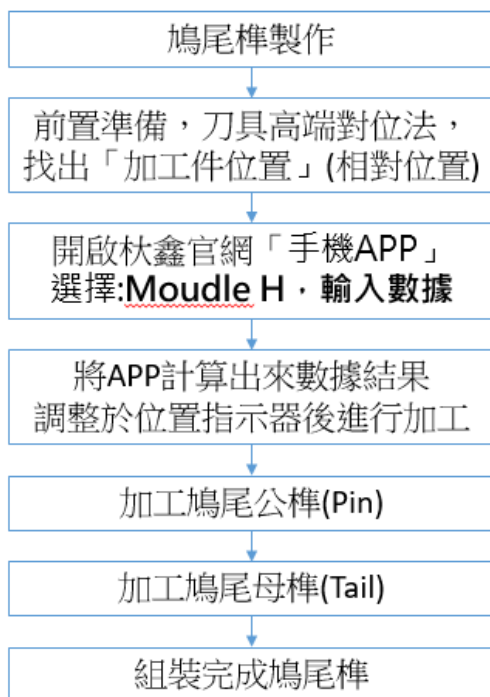 鳩尾榫製作
前置準備，刀具高端對位法，
找出「加工件位置」(相對位置)
開啟杕鑫官網「手機APP」
選擇:Moudle H，輸入數據
將APP計算出來數據結果
調整於位置指示器後進行加工
加工鳩尾公榫(Pin)
加工鳩尾母榫(Tail)
組裝完成鳩尾榫